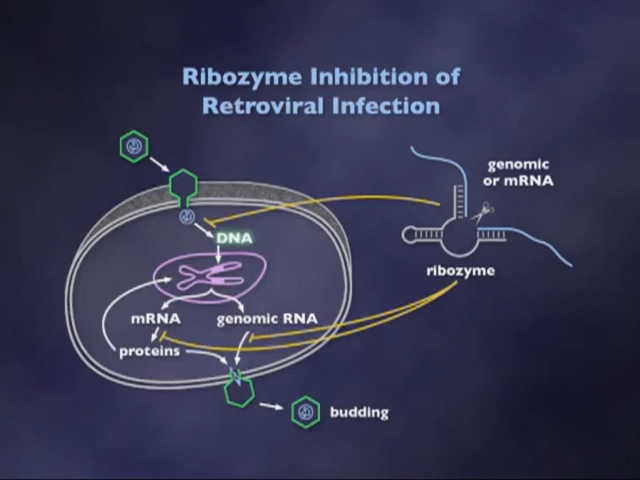 Ribozyme Inhibition of
Retroviral Infection
genomic
or mRNA
DNA
ribozyme
mRNA
genomic RNA
proteins
budding